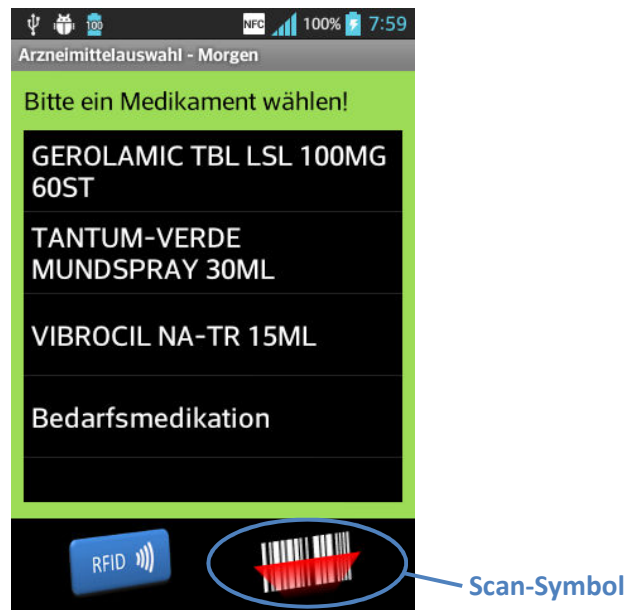 100
NFC
100% 7:59
Arzneimittelauswahl - Morgen
Bitte ein Medikament wählen!
GEROLAMIC TBL LSL 100MG
60ST
TANTUM-VERDE
MUNDSPRAY 30ML
VIBROCIL NA-TR 15ML
Bedarfsmedikation
RFID
Scan-Symbol